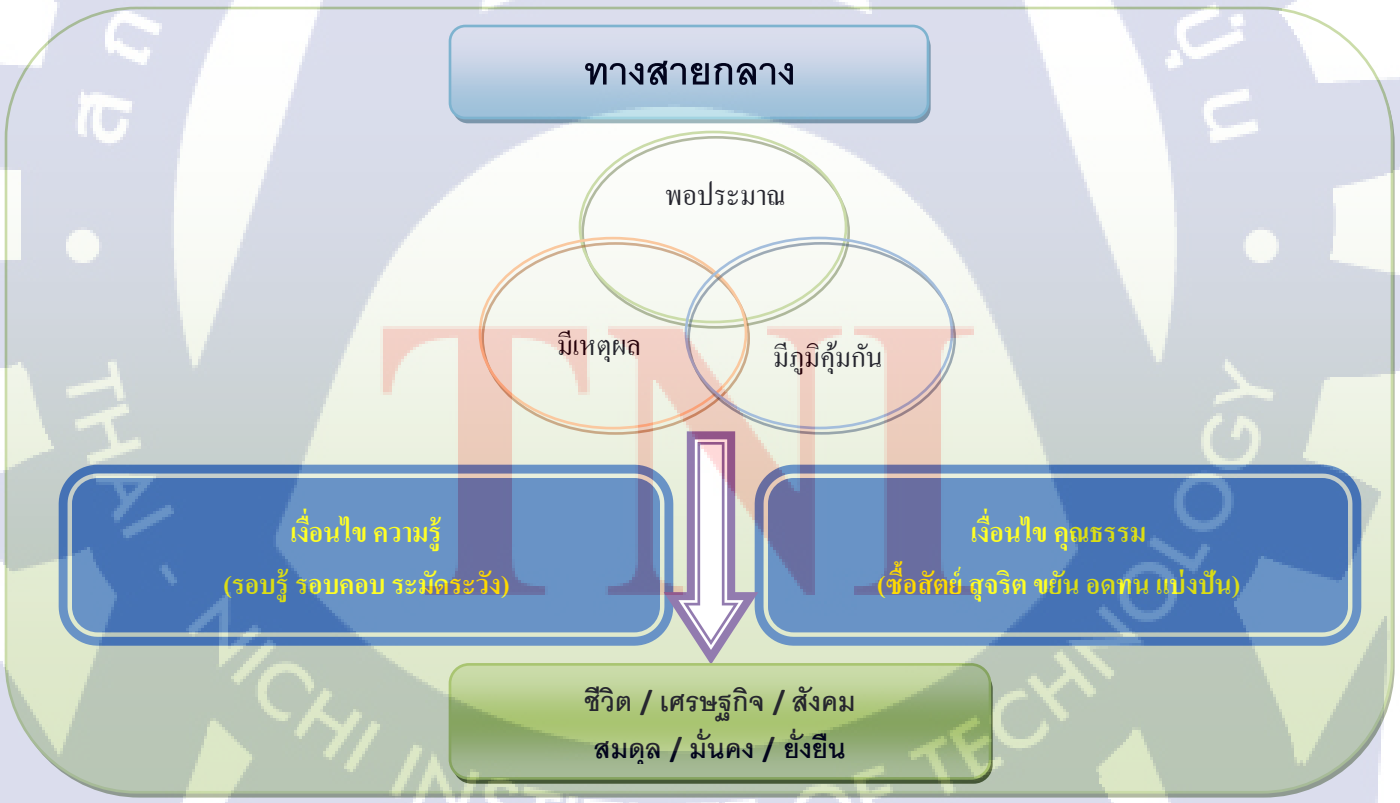 ทางสายกลาง
พอประมาณ
มีเหตุผล
มีภูมิคุ้มกัน
เงื่อนไข ความรู้
(รอบรู้ รอบคอบ ระมัดระวัง)
เงื่อนไข คุณธรรม
(ซื่อสัตย์ สุจริต ขยัน อดทน แบ่งปัน)
ชีวิต / เศรษฐกิจ / สังคม
สมดุล / มั่นคง / ยั่งยืน
TNI
THAI - NICHI INSTITUTE OF TECHNOLOGY